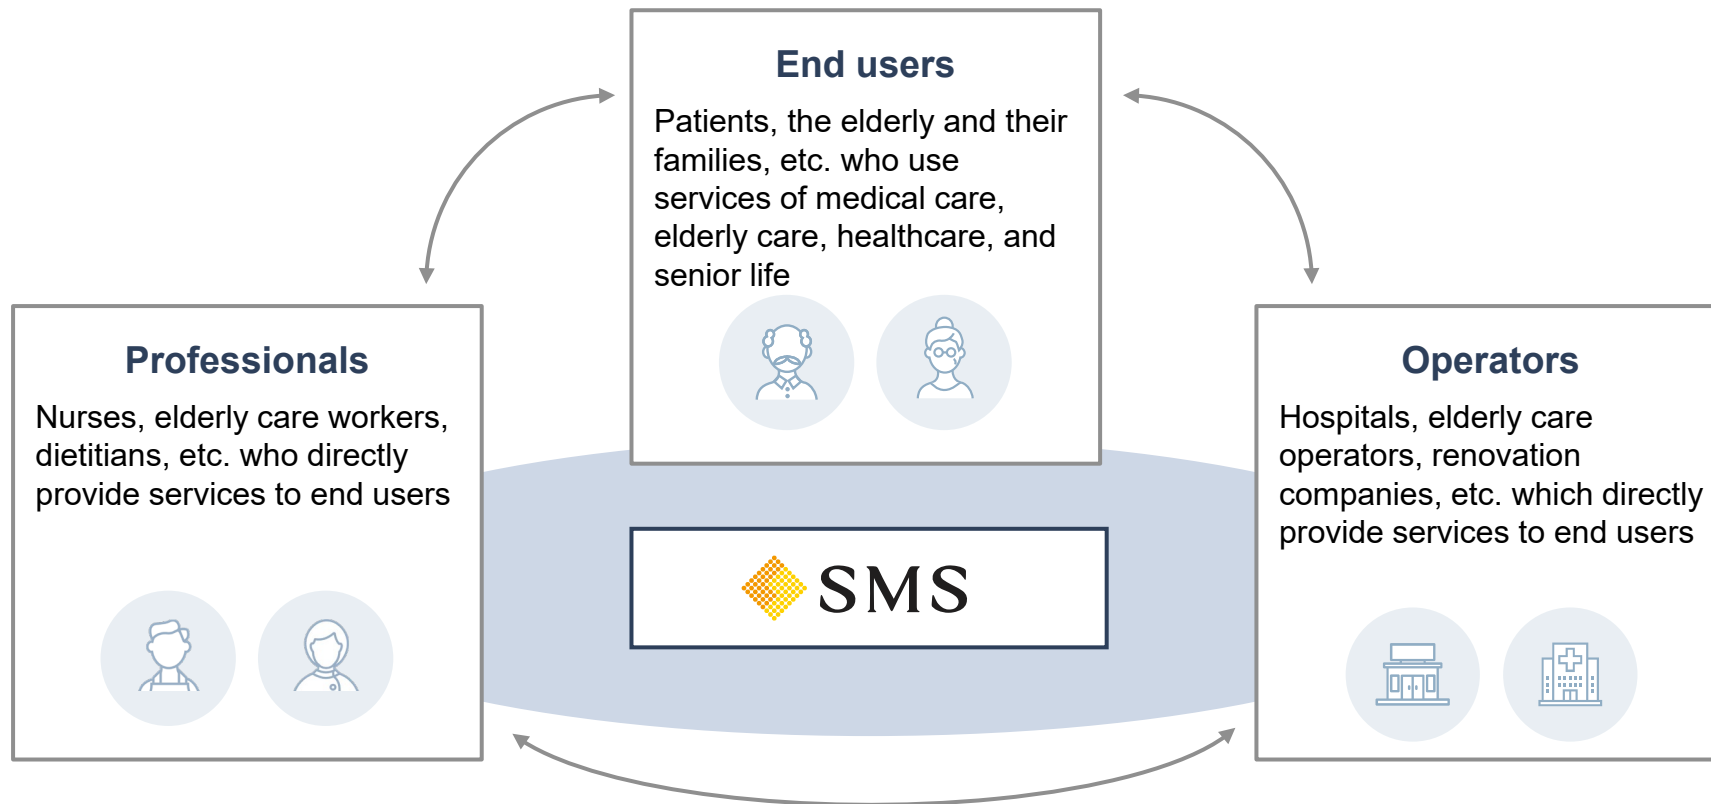 End users
Patients, the elderly and their
families, etc. who use
services of medical care,
elderly care, healthcare, and
senior life
Professionals
Nurses, elderly care workers,
dietitians, etc. who directly
provide services to end users
Operators
Hospitals, elderly care
operators, renovation
companies, etc. which directly
provide services to end users
SMS